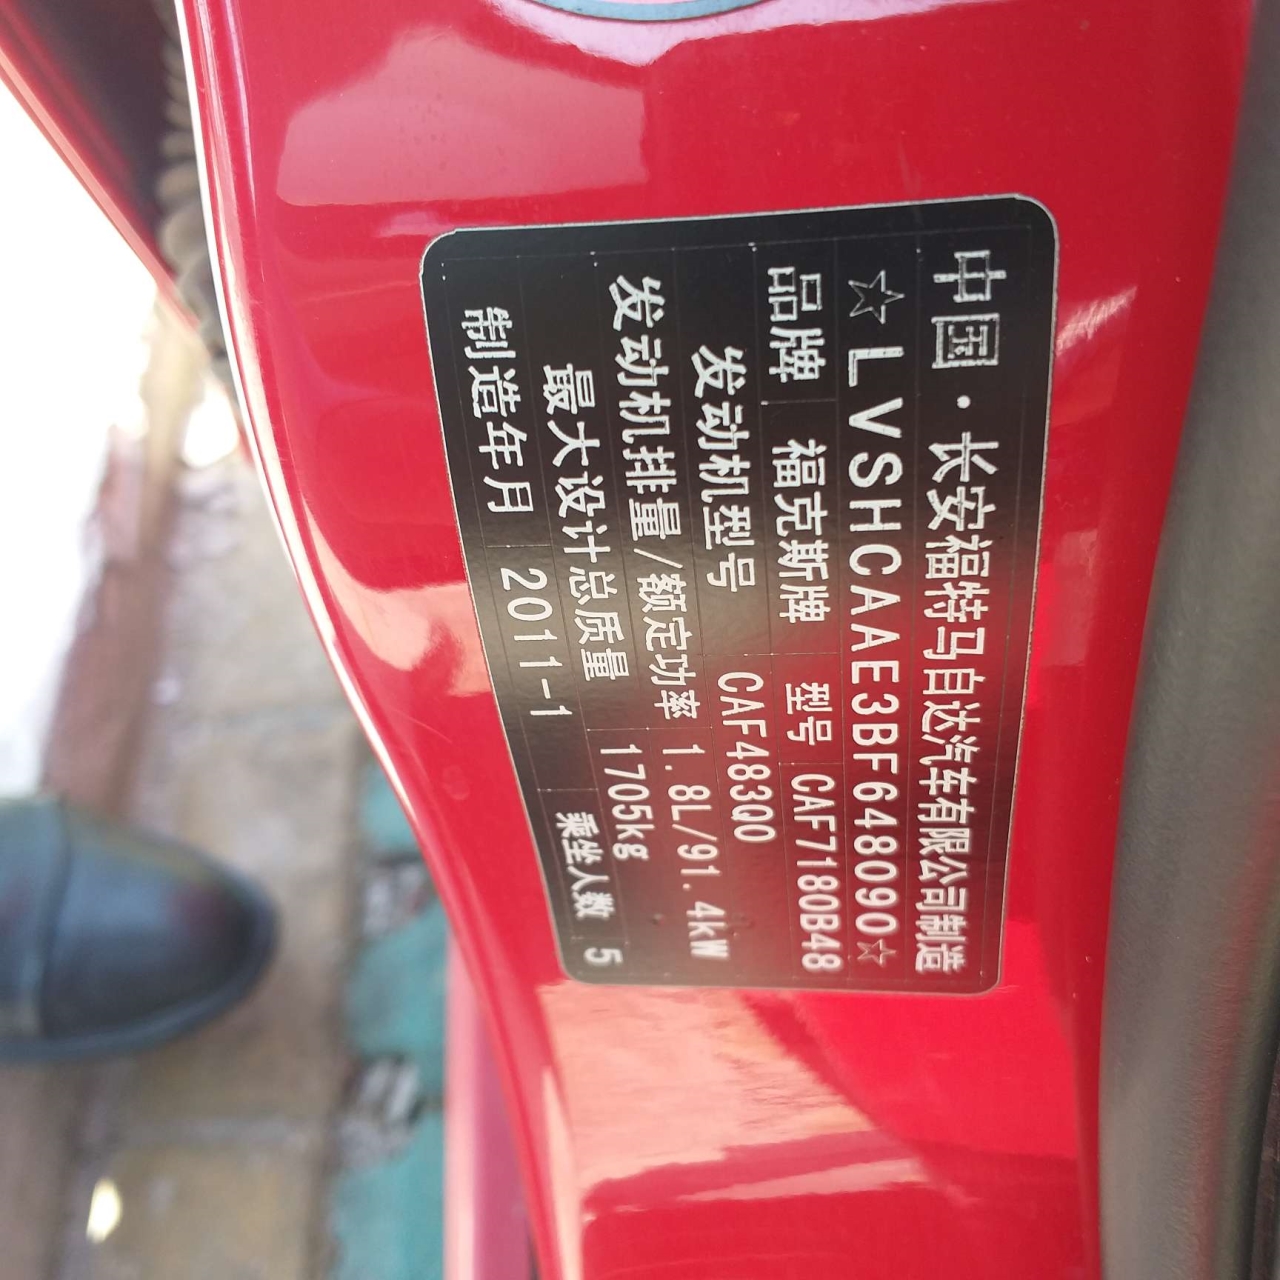 中国·长安福特马自达汽车有限公司制造
☆LVSHCAAE3BF648090☆
品牌 福克斯牌 型号 CAF7180B48
发动机型号 CAF483Q0
发动机排量/额定功率 1.8L/91.4kW
最大设计总质量 1705kg
制造年月 2011-1 乘坐人数 5